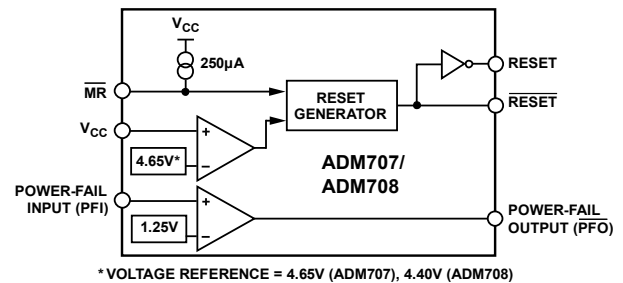 VCC
250µA
MR
RESET
GENERATOR
RESET
RESET
VCC
4.65V*
ADM707/
ADM708
POWER-FAIL
INPUT (PFI)
1.25V
POWER-FAIL
OUTPUT (PFO)
* VOLTAGE REFERENCE = 4.65V (ADM707), 4.40V (ADM708)